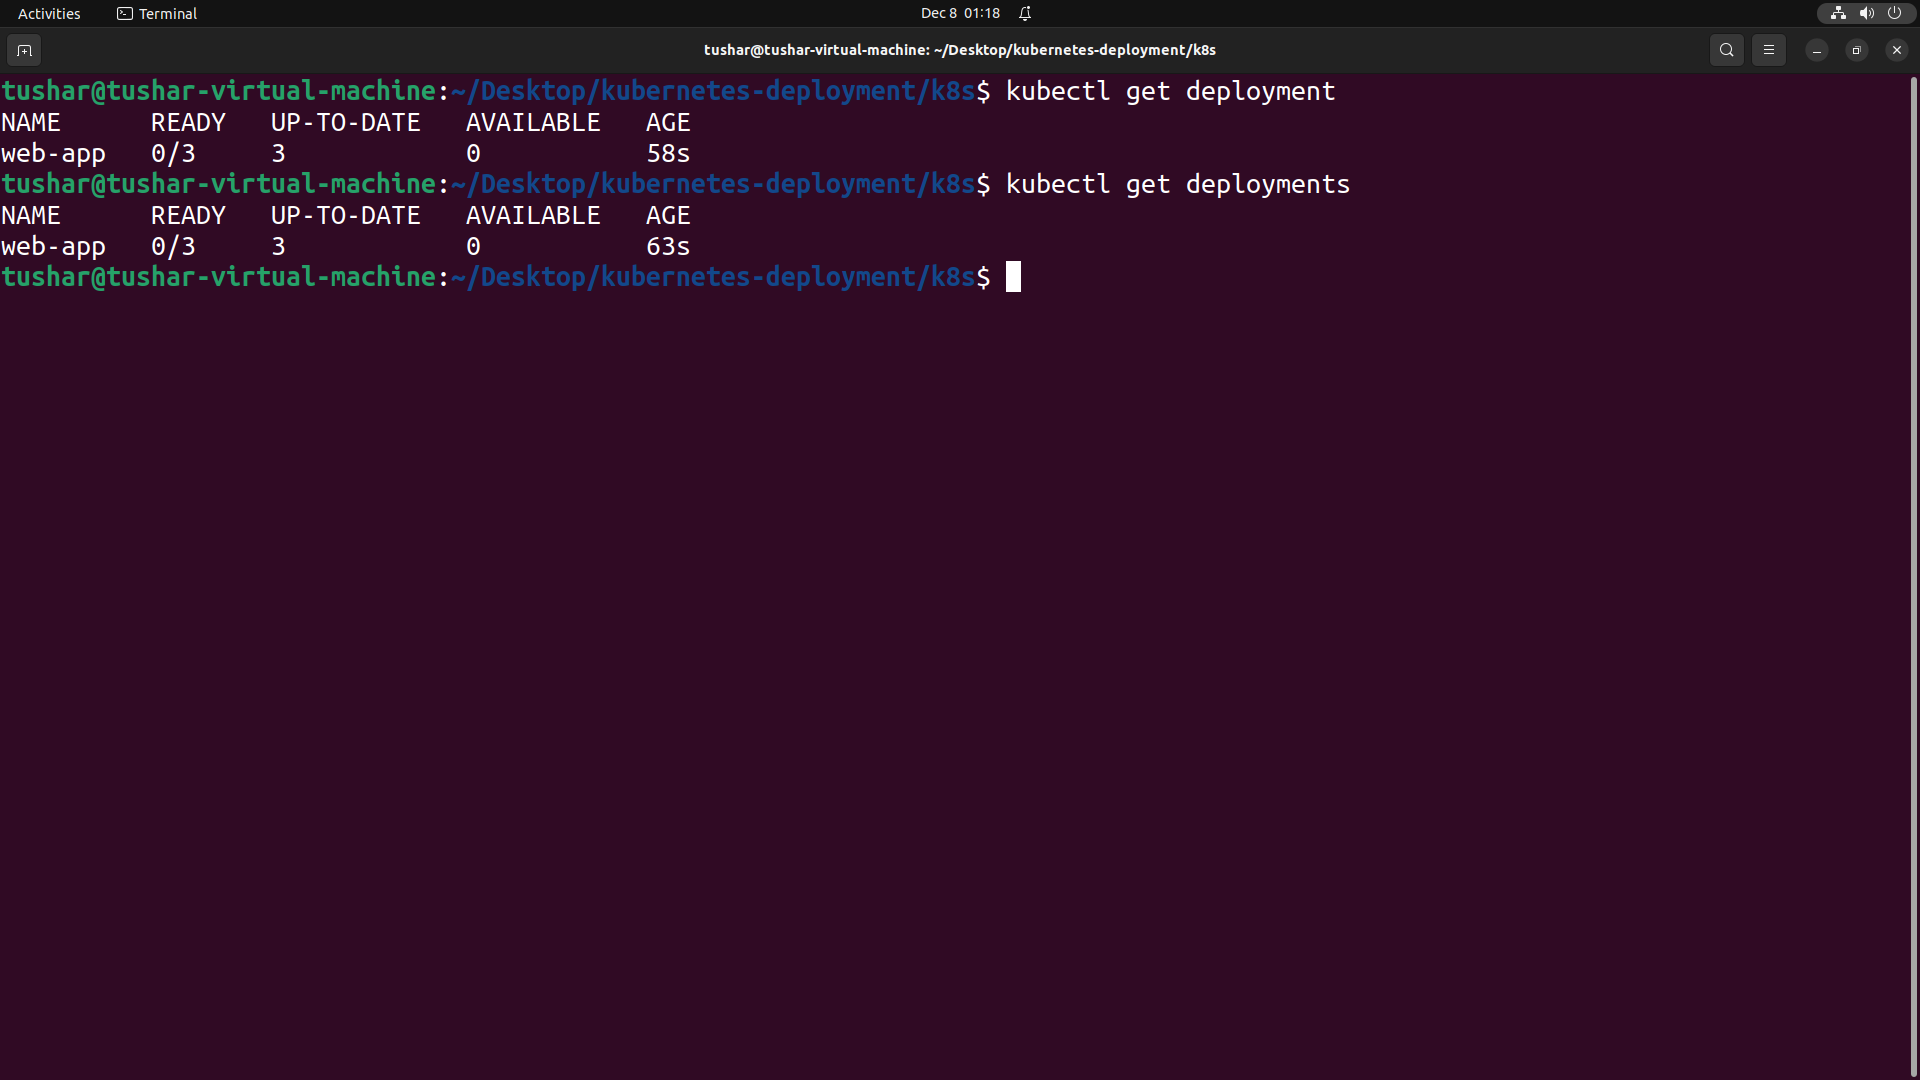 Activities Terminal Dec 8 01:18
tushar@tushar-virtual-machine: ~/Desktop/kubernetes-deployment/k8s
tushar@tushar-virtual-machine:~/Desktop/kubernetes-deployment/k8s$ kubectl get deployment
NAME      READY   UP-TO-DATE   AVAILABLE   AGE
web-app   0/3     3            0           58s
tushar@tushar-virtual-machine:~/Desktop/kubernetes-deployment/k8s$ kubectl get deployments
NAME      READY   UP-TO-DATE   AVAILABLE   AGE
web-app   0/3     3            0           63s
tushar@tushar-virtual-machine:~/Desktop/kubernetes-deployment/k8s$